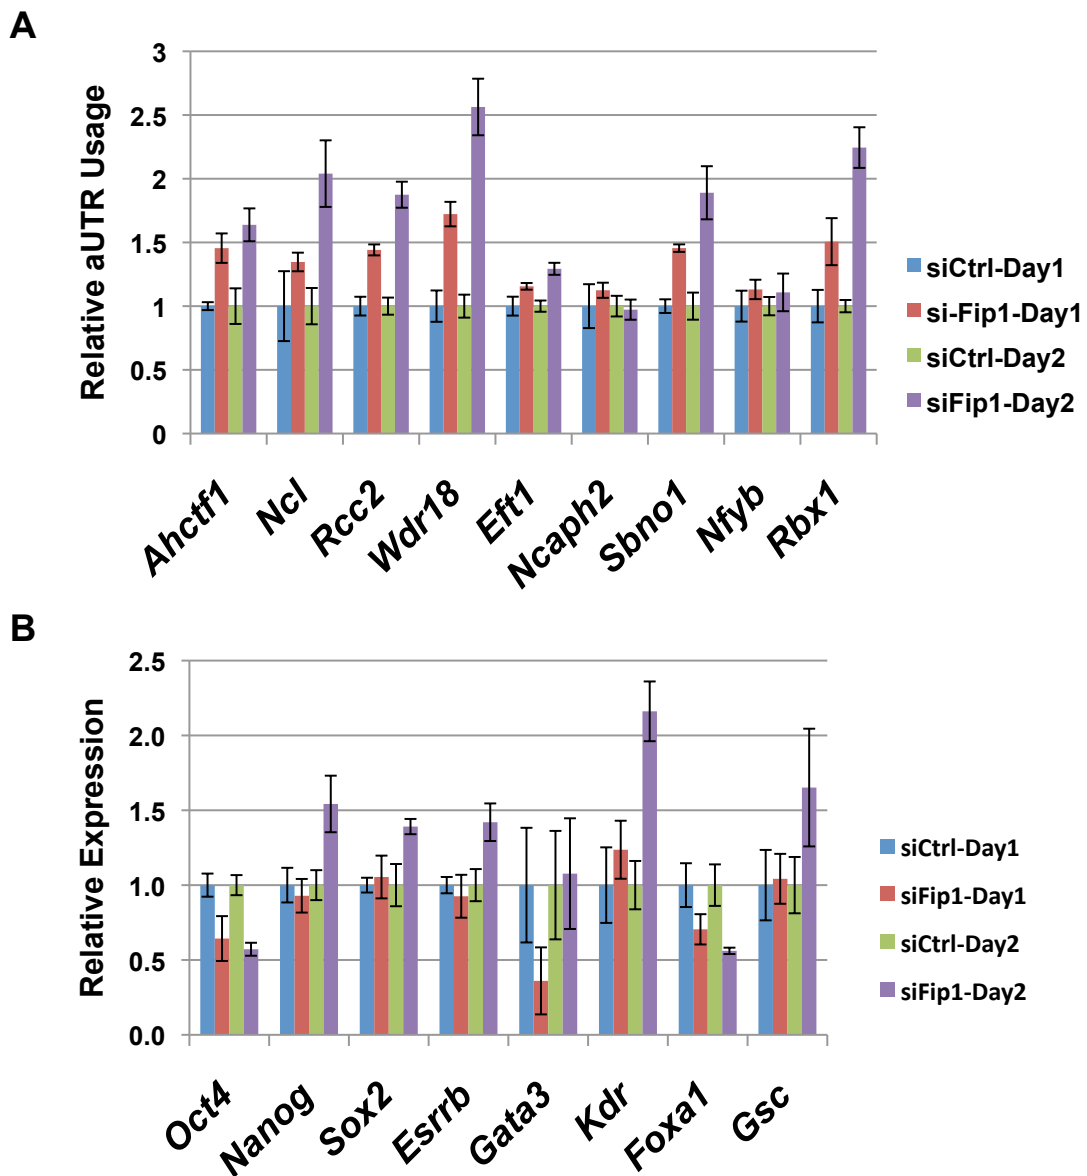 A
Relative aUTR Usage
3
2.5
2
1.5
1
0.5
0
Ahctf1
Ncl
Rcc2
Wdr18
Eft1
Ncaph2
Sbno1
Nfyb
Rbx1
siCtrl-Day1
si-Fip1-Day1
siCtrl-Day2
siFip1-Day2
B
Relative Expression
2.5
2.0
1.5
1.0
0.5
0.0
Oct4
Nanog
Sox2
Esrrb
Gata3
Kdr
Foxa1
Gsc
siCtrl-Day1
siFip1-Day1
siCtrl-Day2
siFip1-Day2